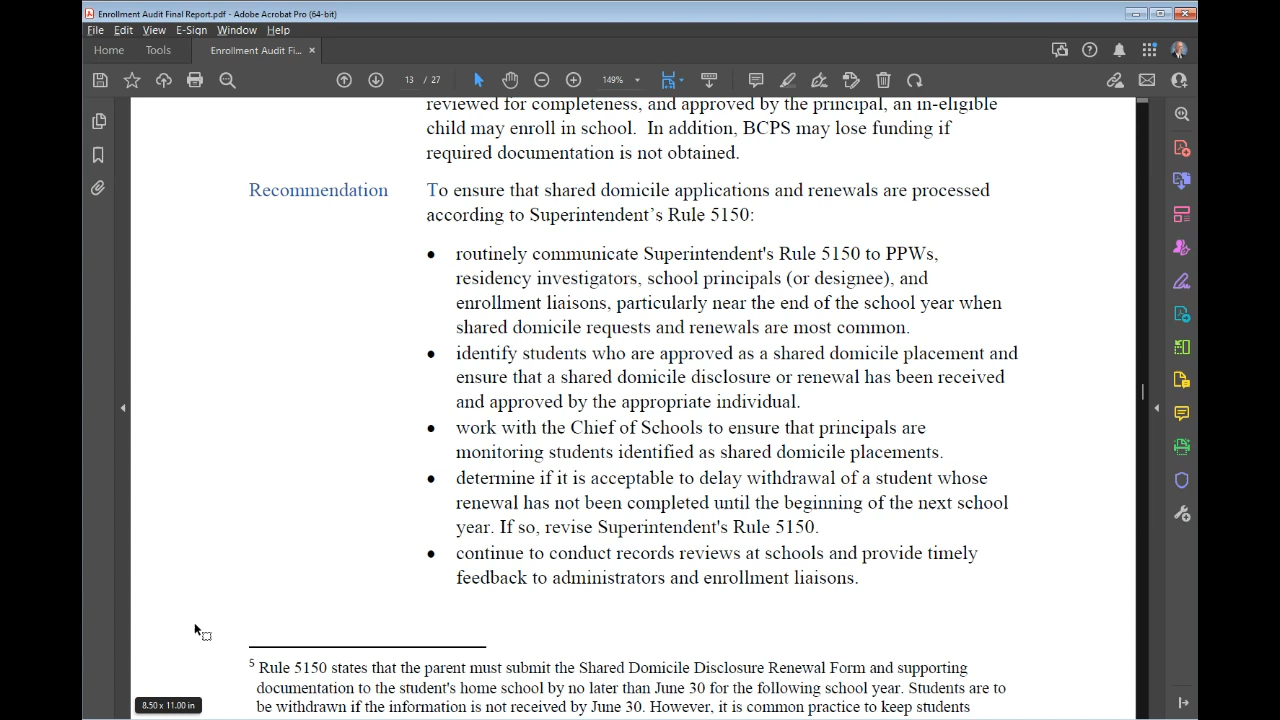 Enrollment Audit Final Report.pdf - Adobe Acrobat Pro (64-bit)
File Edit View E-Sign Window Help
Home Tools Enrollment Audit Fi... ×
13 / 27 149%
reviewed for completeness, and approved by the principal, an in-eligible
child may enroll in school. In addition, BCPS may lose funding if
required documentation is not obtained.
Recommendation To ensure that shared domicile applications and renewals are processed
according to Superintendent’s Rule 5150:
● routinely communicate Superintendent's Rule 5150 to PPWs,
residency investigators, school principals (or designee), and
enrollment liaisons, particularly near the end of the school year when
shared domicile requests and renewals are most common.
● identify students who are approved as a shared domicile placement and
ensure that a shared domicile disclosure or renewal has been received
and approved by the appropriate individual.
● work with the Chief of Schools to ensure that principals are
monitoring students identified as shared domicile placements.
● determine if it is acceptable to delay withdrawal of a student whose
renewal has not been completed until the beginning of the next school
year. If so, revise Superintendent's Rule 5150.
● continue to conduct records reviews at schools and provide timely
feedback to administrators and enrollment liaisons.
5 Rule 5150 states that the parent must submit the Shared Domicile Disclosure Renewal Form and supporting
documentation to the student's home school by no later than June 30 for the following school year. Students are to
be withdrawn if the information is not received by June 30. However, it is common practice to keep students
8.50 x 11.00 in